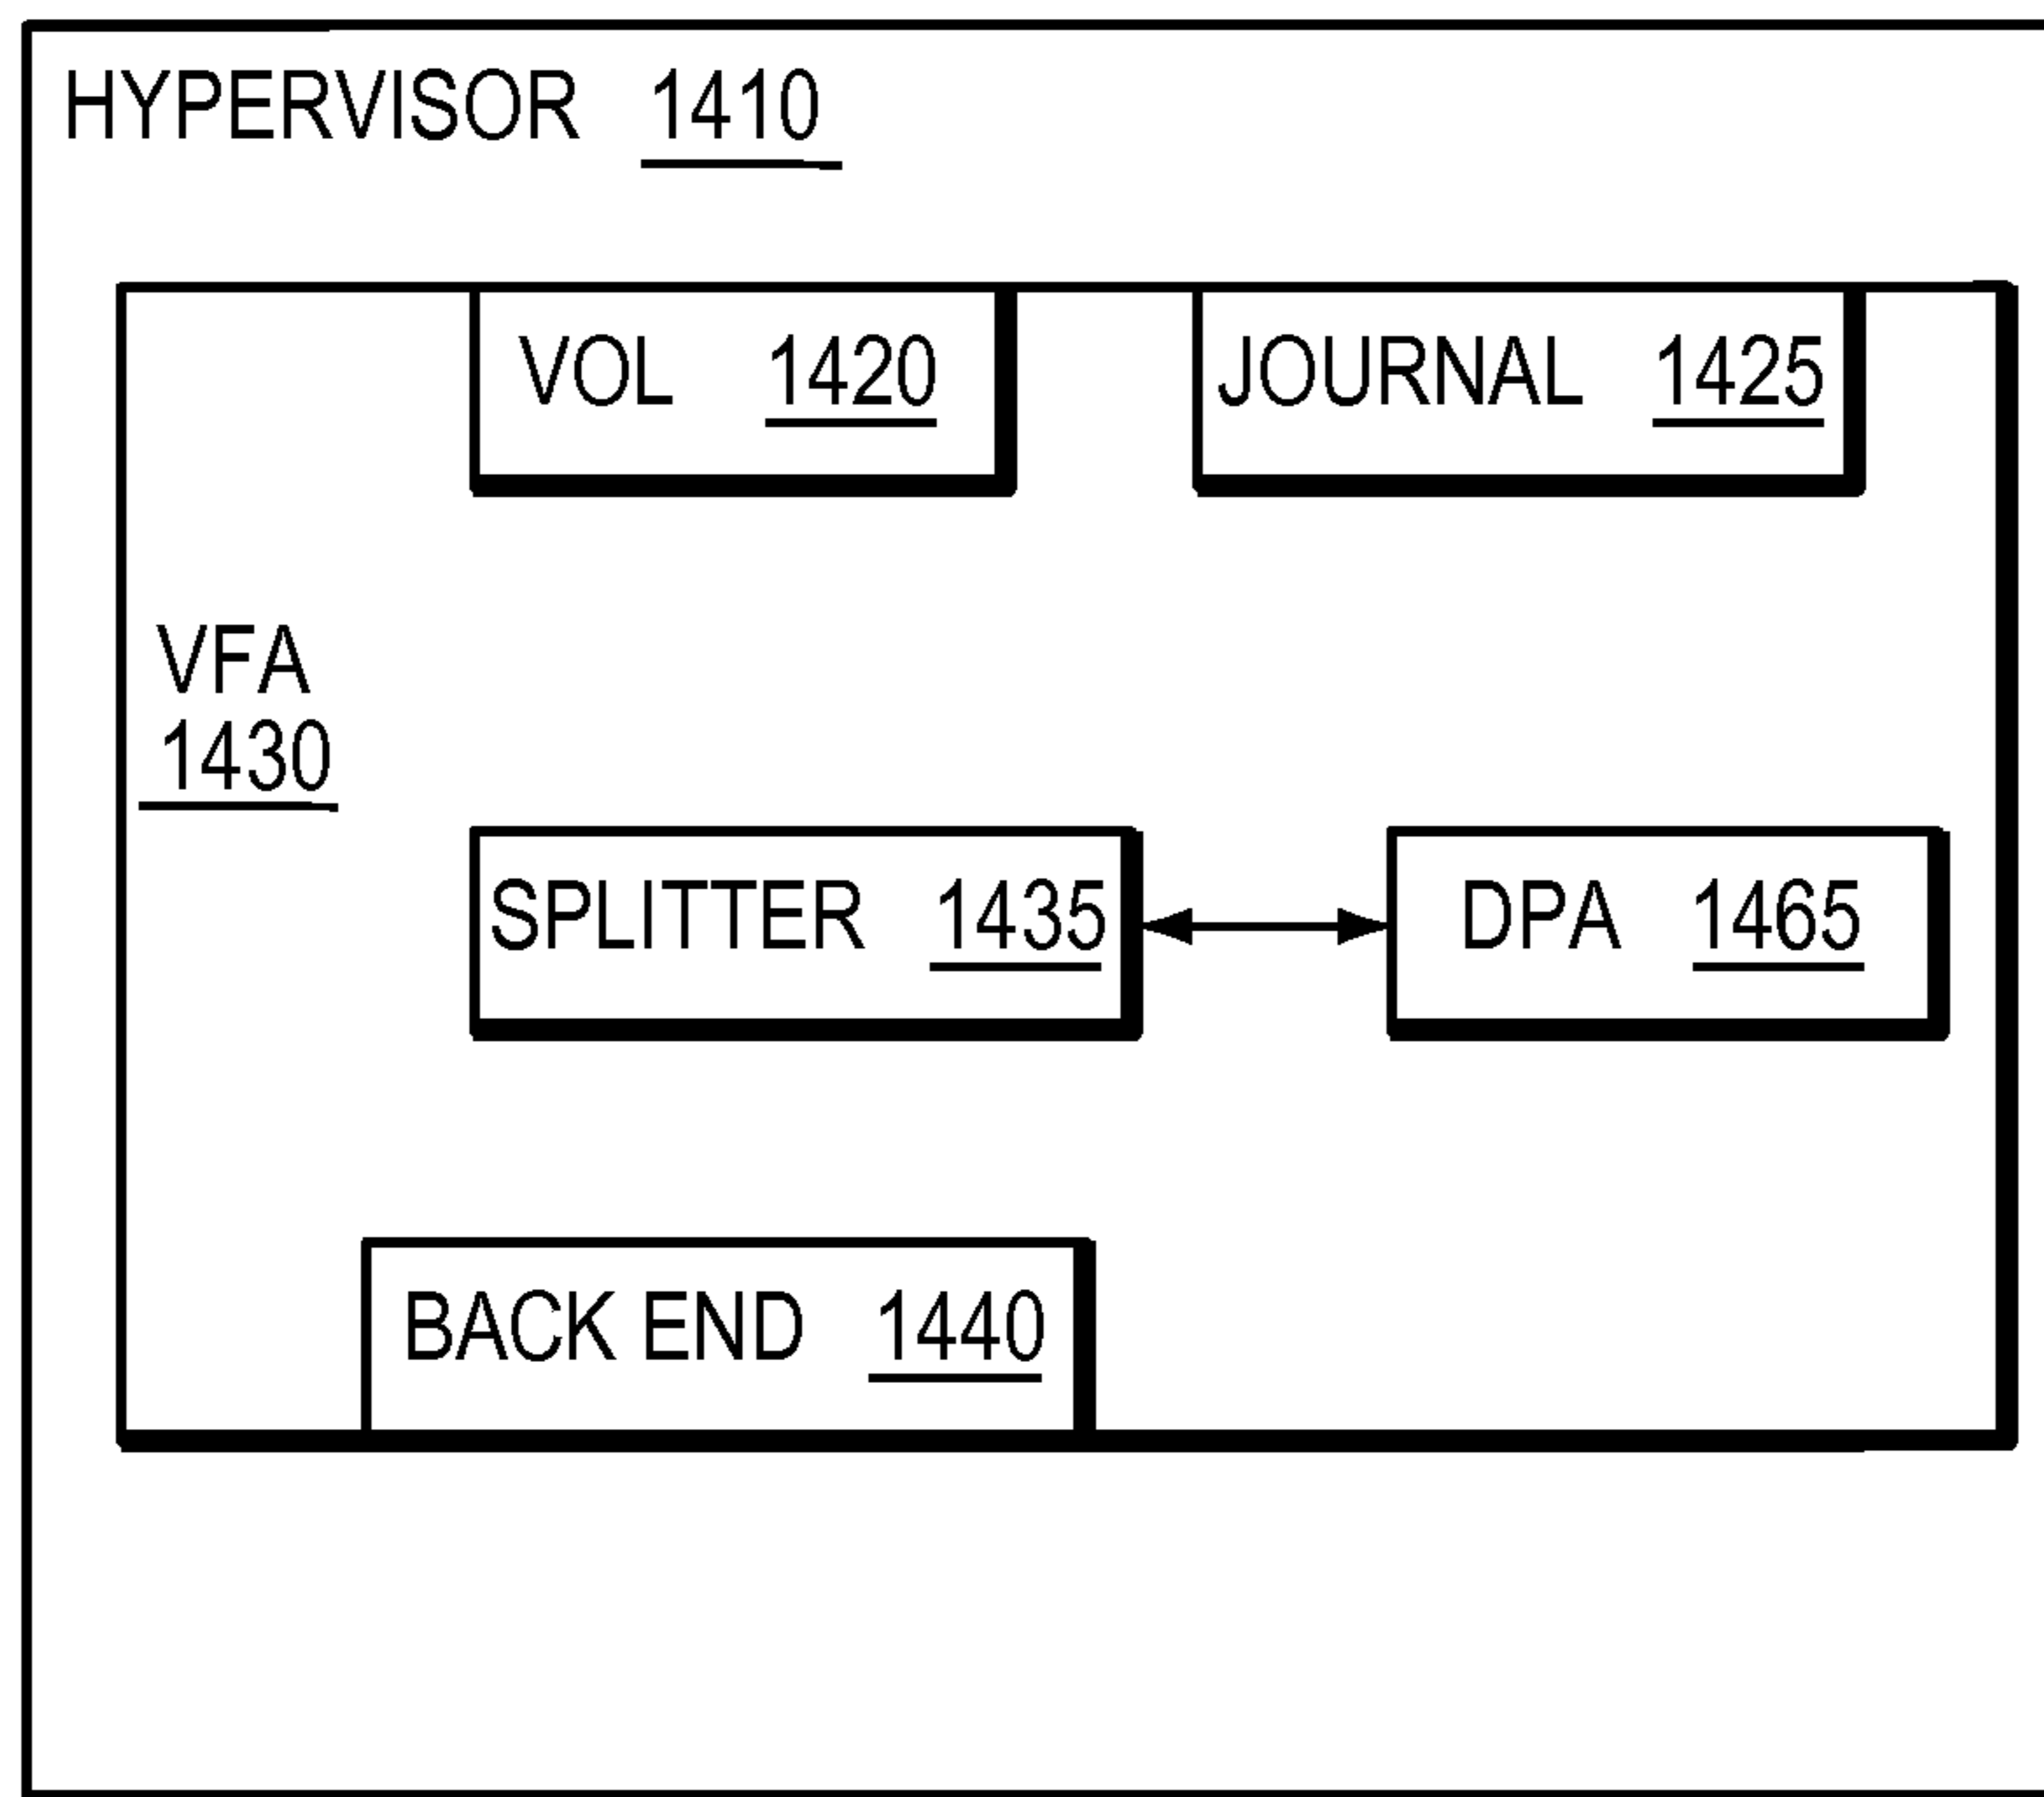 HYPERVISOR 1410
VOL 1420
JOURNAL 1425
VFA
1430
SPLITTER 1435
DPA 1465
BACK END 1440